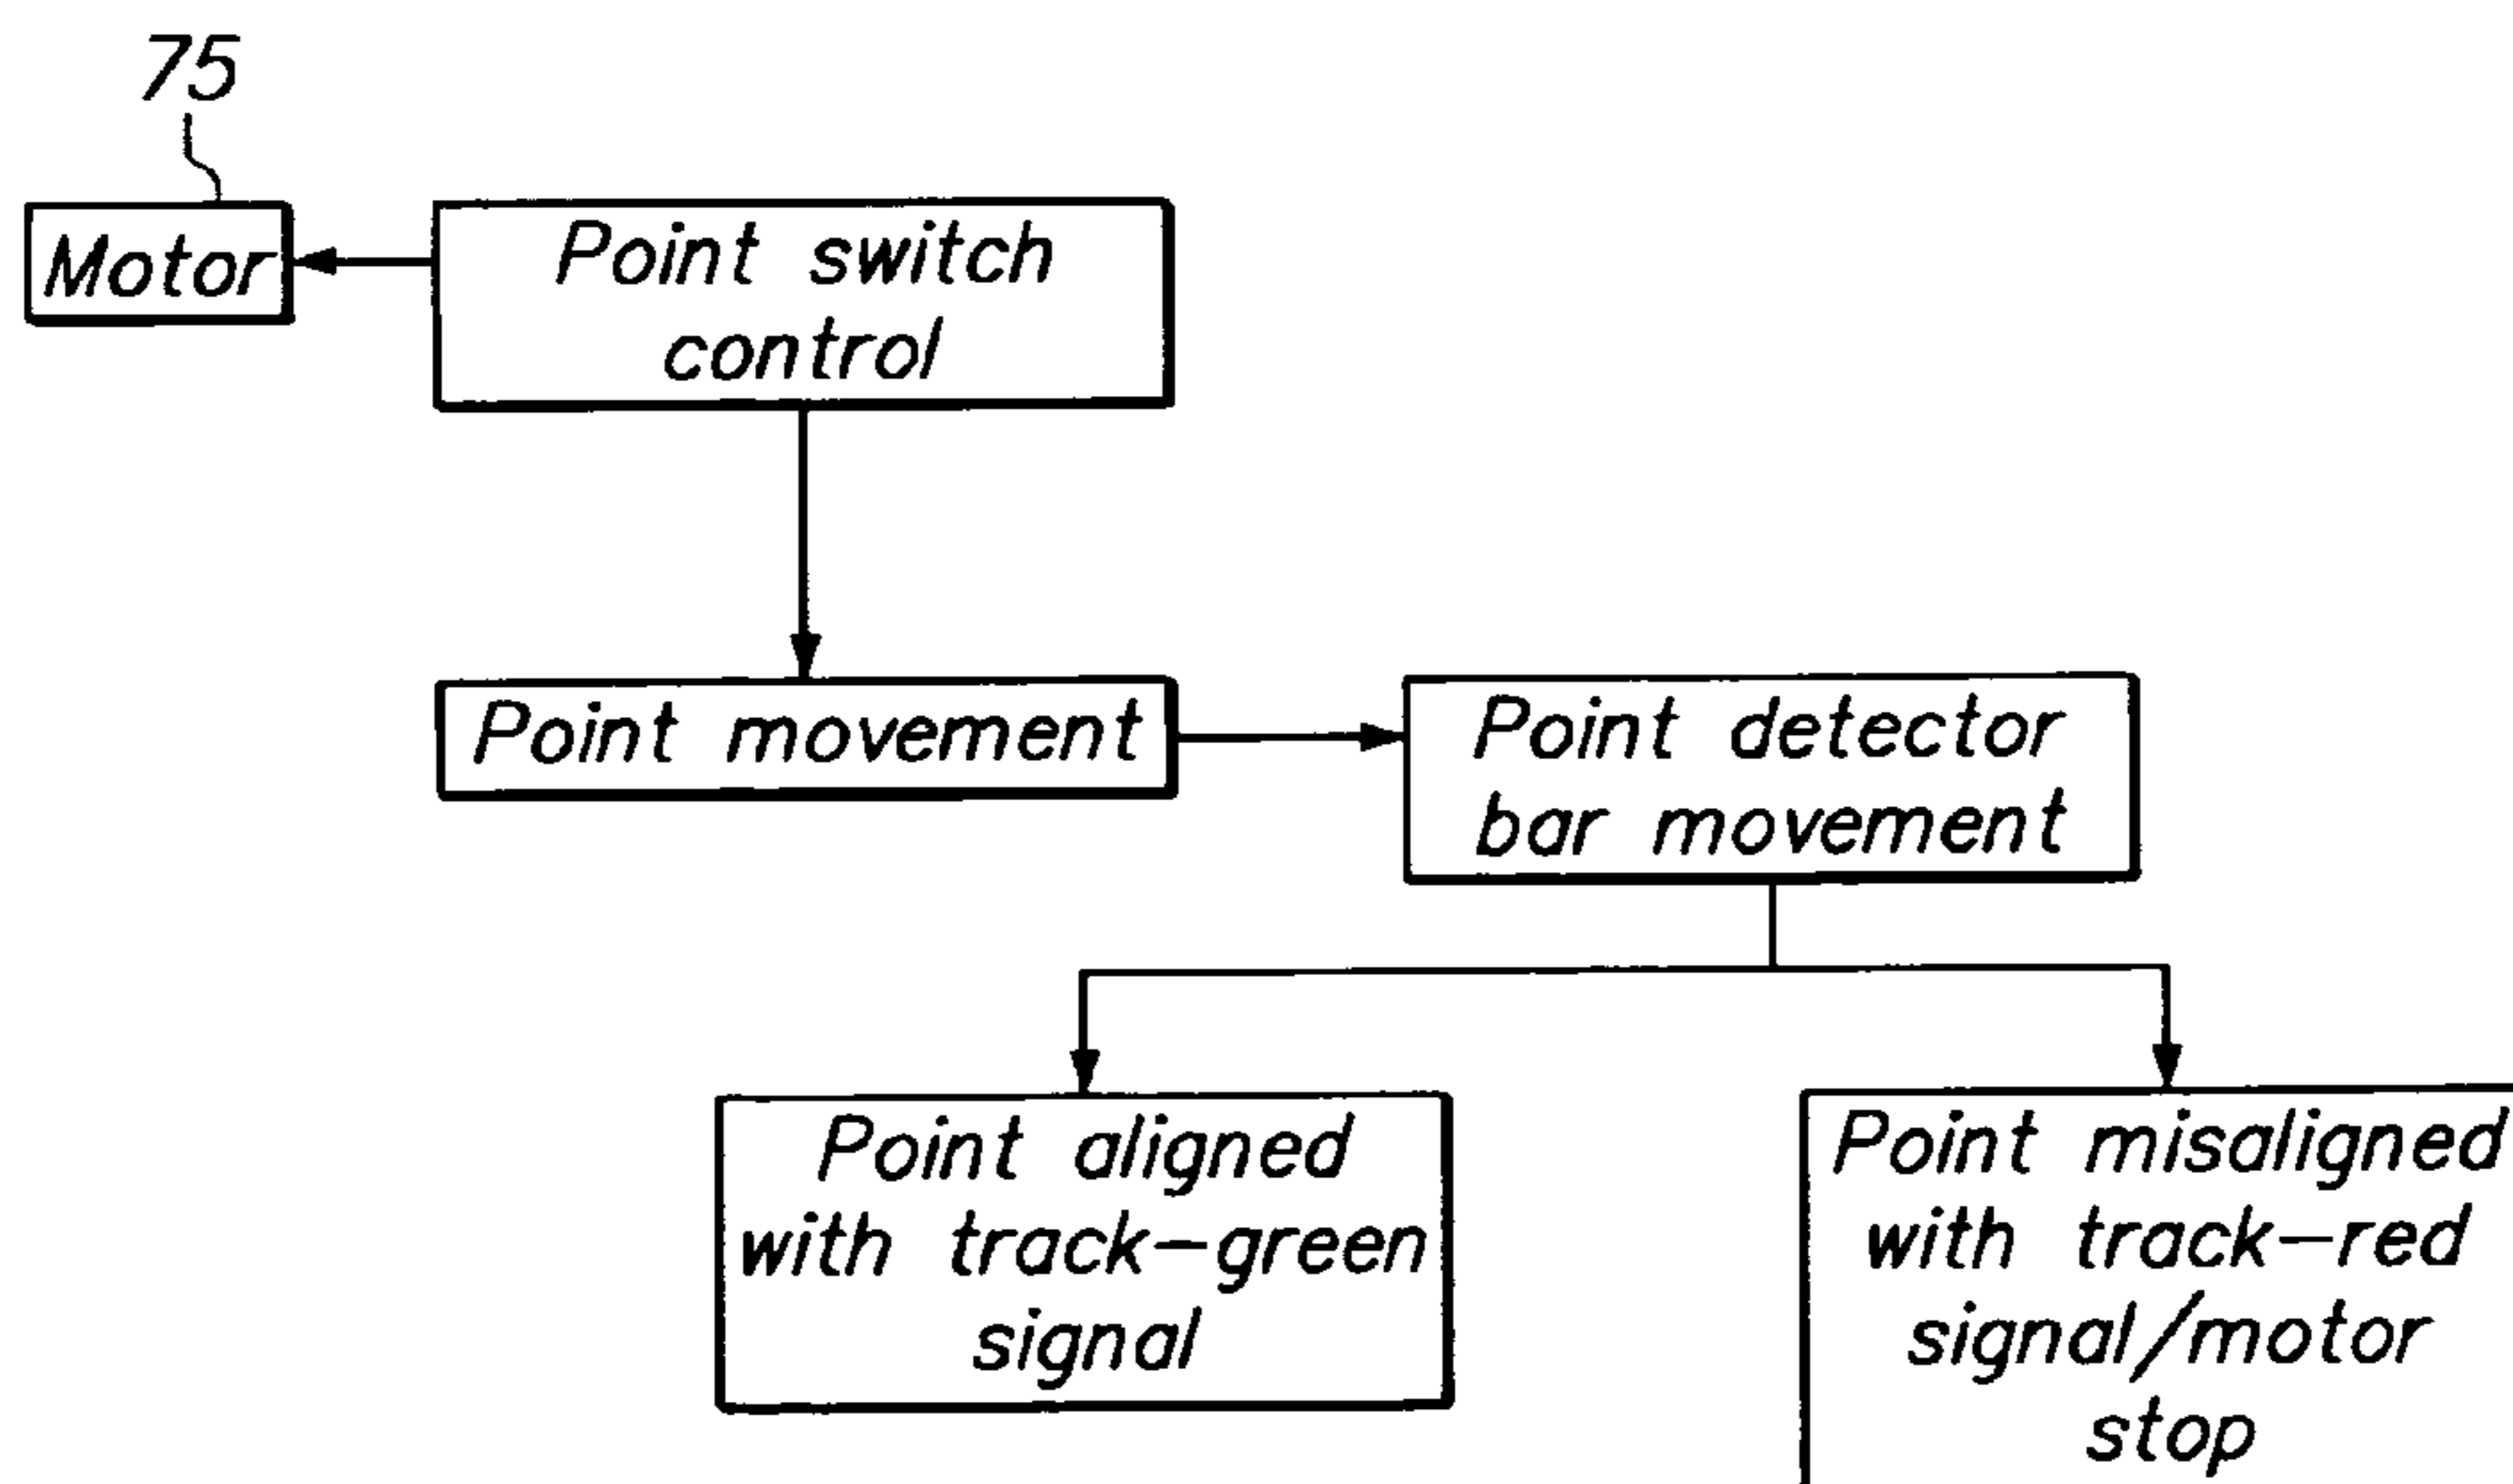 75
Motor
Point switch
control
Point movement
Point detector
bar movement
Point aligned
with track–green
signal
Point misaligned
with track–red
signal/motor
stop